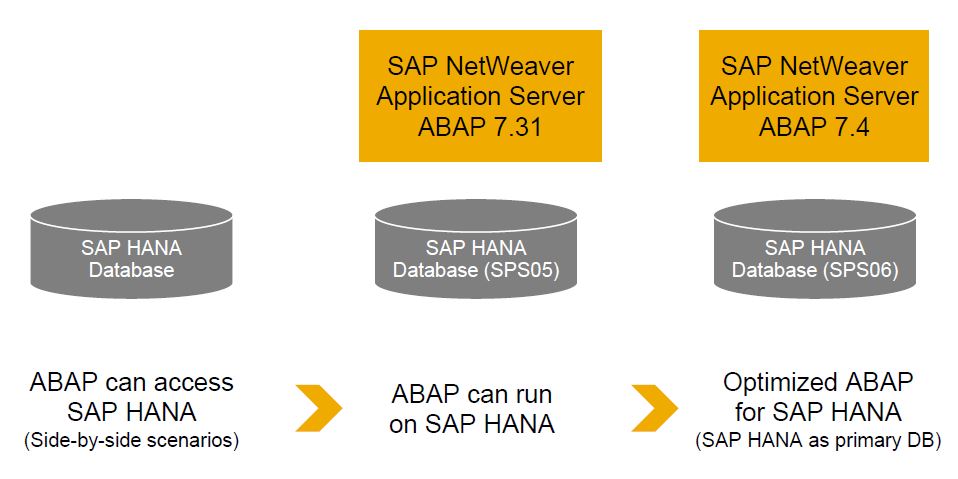 SAP NetWeaver
Application Server
ABAP 7.31
SAP NetWeaver
Application Server
ABAP 7.4
SAP HANA
Database
SAP HANA
Database (SPS05)
SAP HANA
Database (SPS06)
ABAP can access
SAP HANA
(Side-by-side scenarios)
ABAP can run
on SAP HANA
Optimized ABAP
for SAP HANA
(SAP HANA as primary DB)